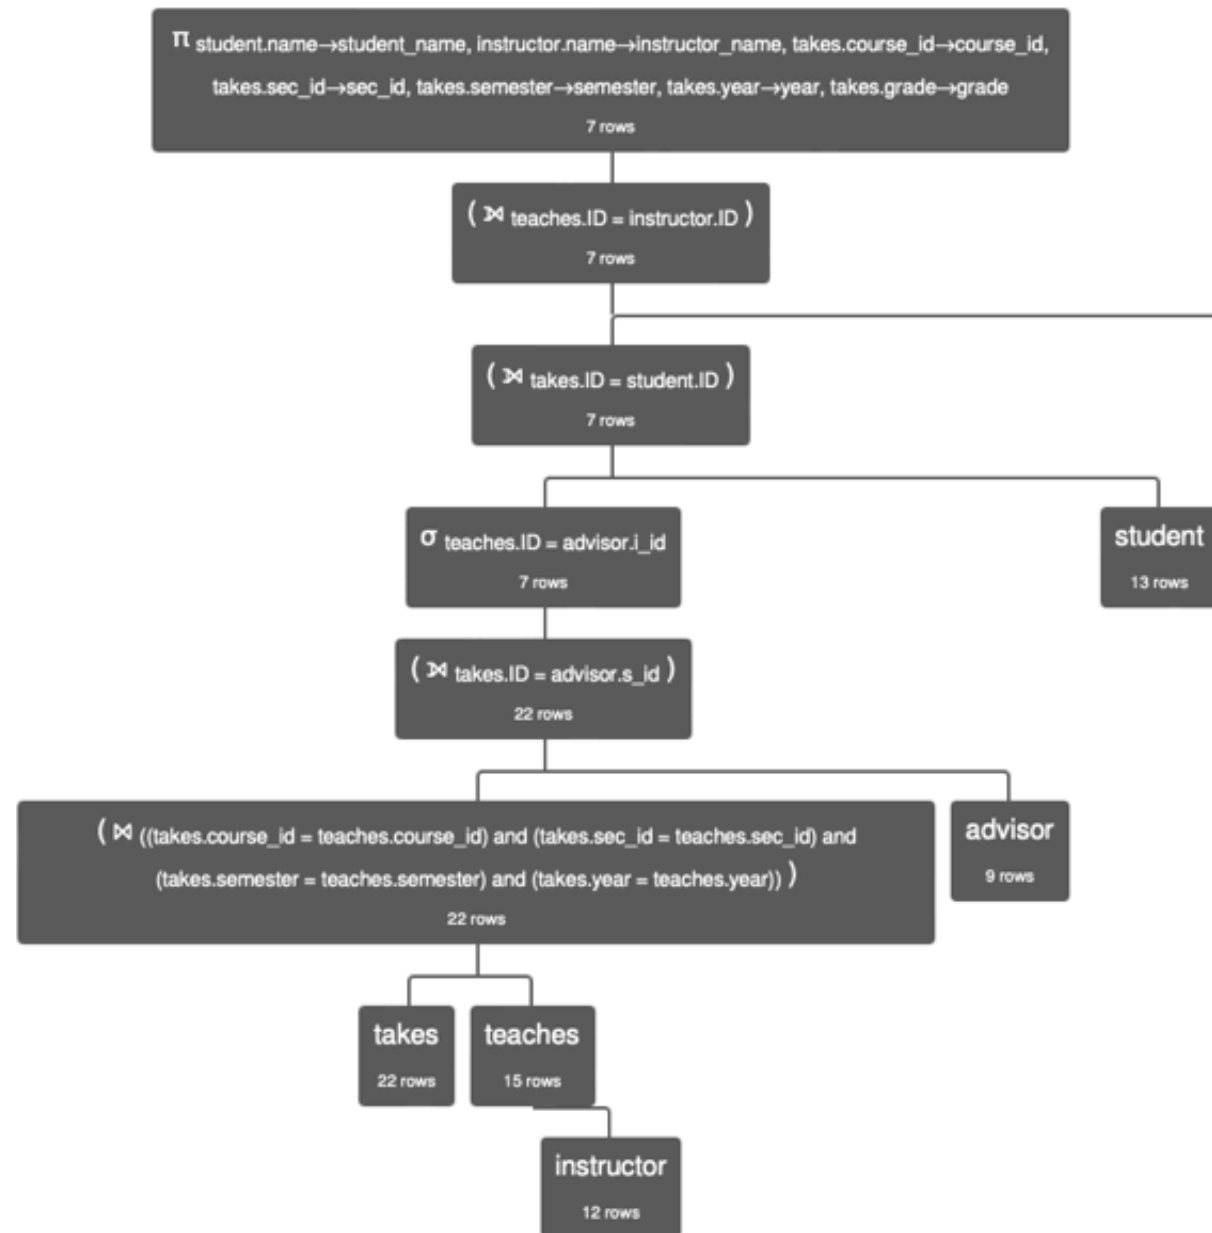 π student.name→student_name, instructor.name→instructor_name, takes.course_id→course_id,
takes.sec_id→sec_id, takes.semester→semester, takes.year→year, takes.grade→grade
7 rows
( ⟕ teaches.ID = instructor.ID )
7 rows
( ⟕ takes.ID = student.ID )
7 rows
σ teaches.ID = advisor.i_id
7 rows
student
13 rows
( ⟕ takes.ID = advisor.s_id )
22 rows
( ⋈ ((takes.course_id = teaches.course_id) and (takes.sec_id = teaches.sec_id) and
(takes.semester = teaches.semester) and (takes.year = teaches.year)) )
22 rows
advisor
9 rows
takes
22 rows
teaches
15 rows
instructor
12 rows